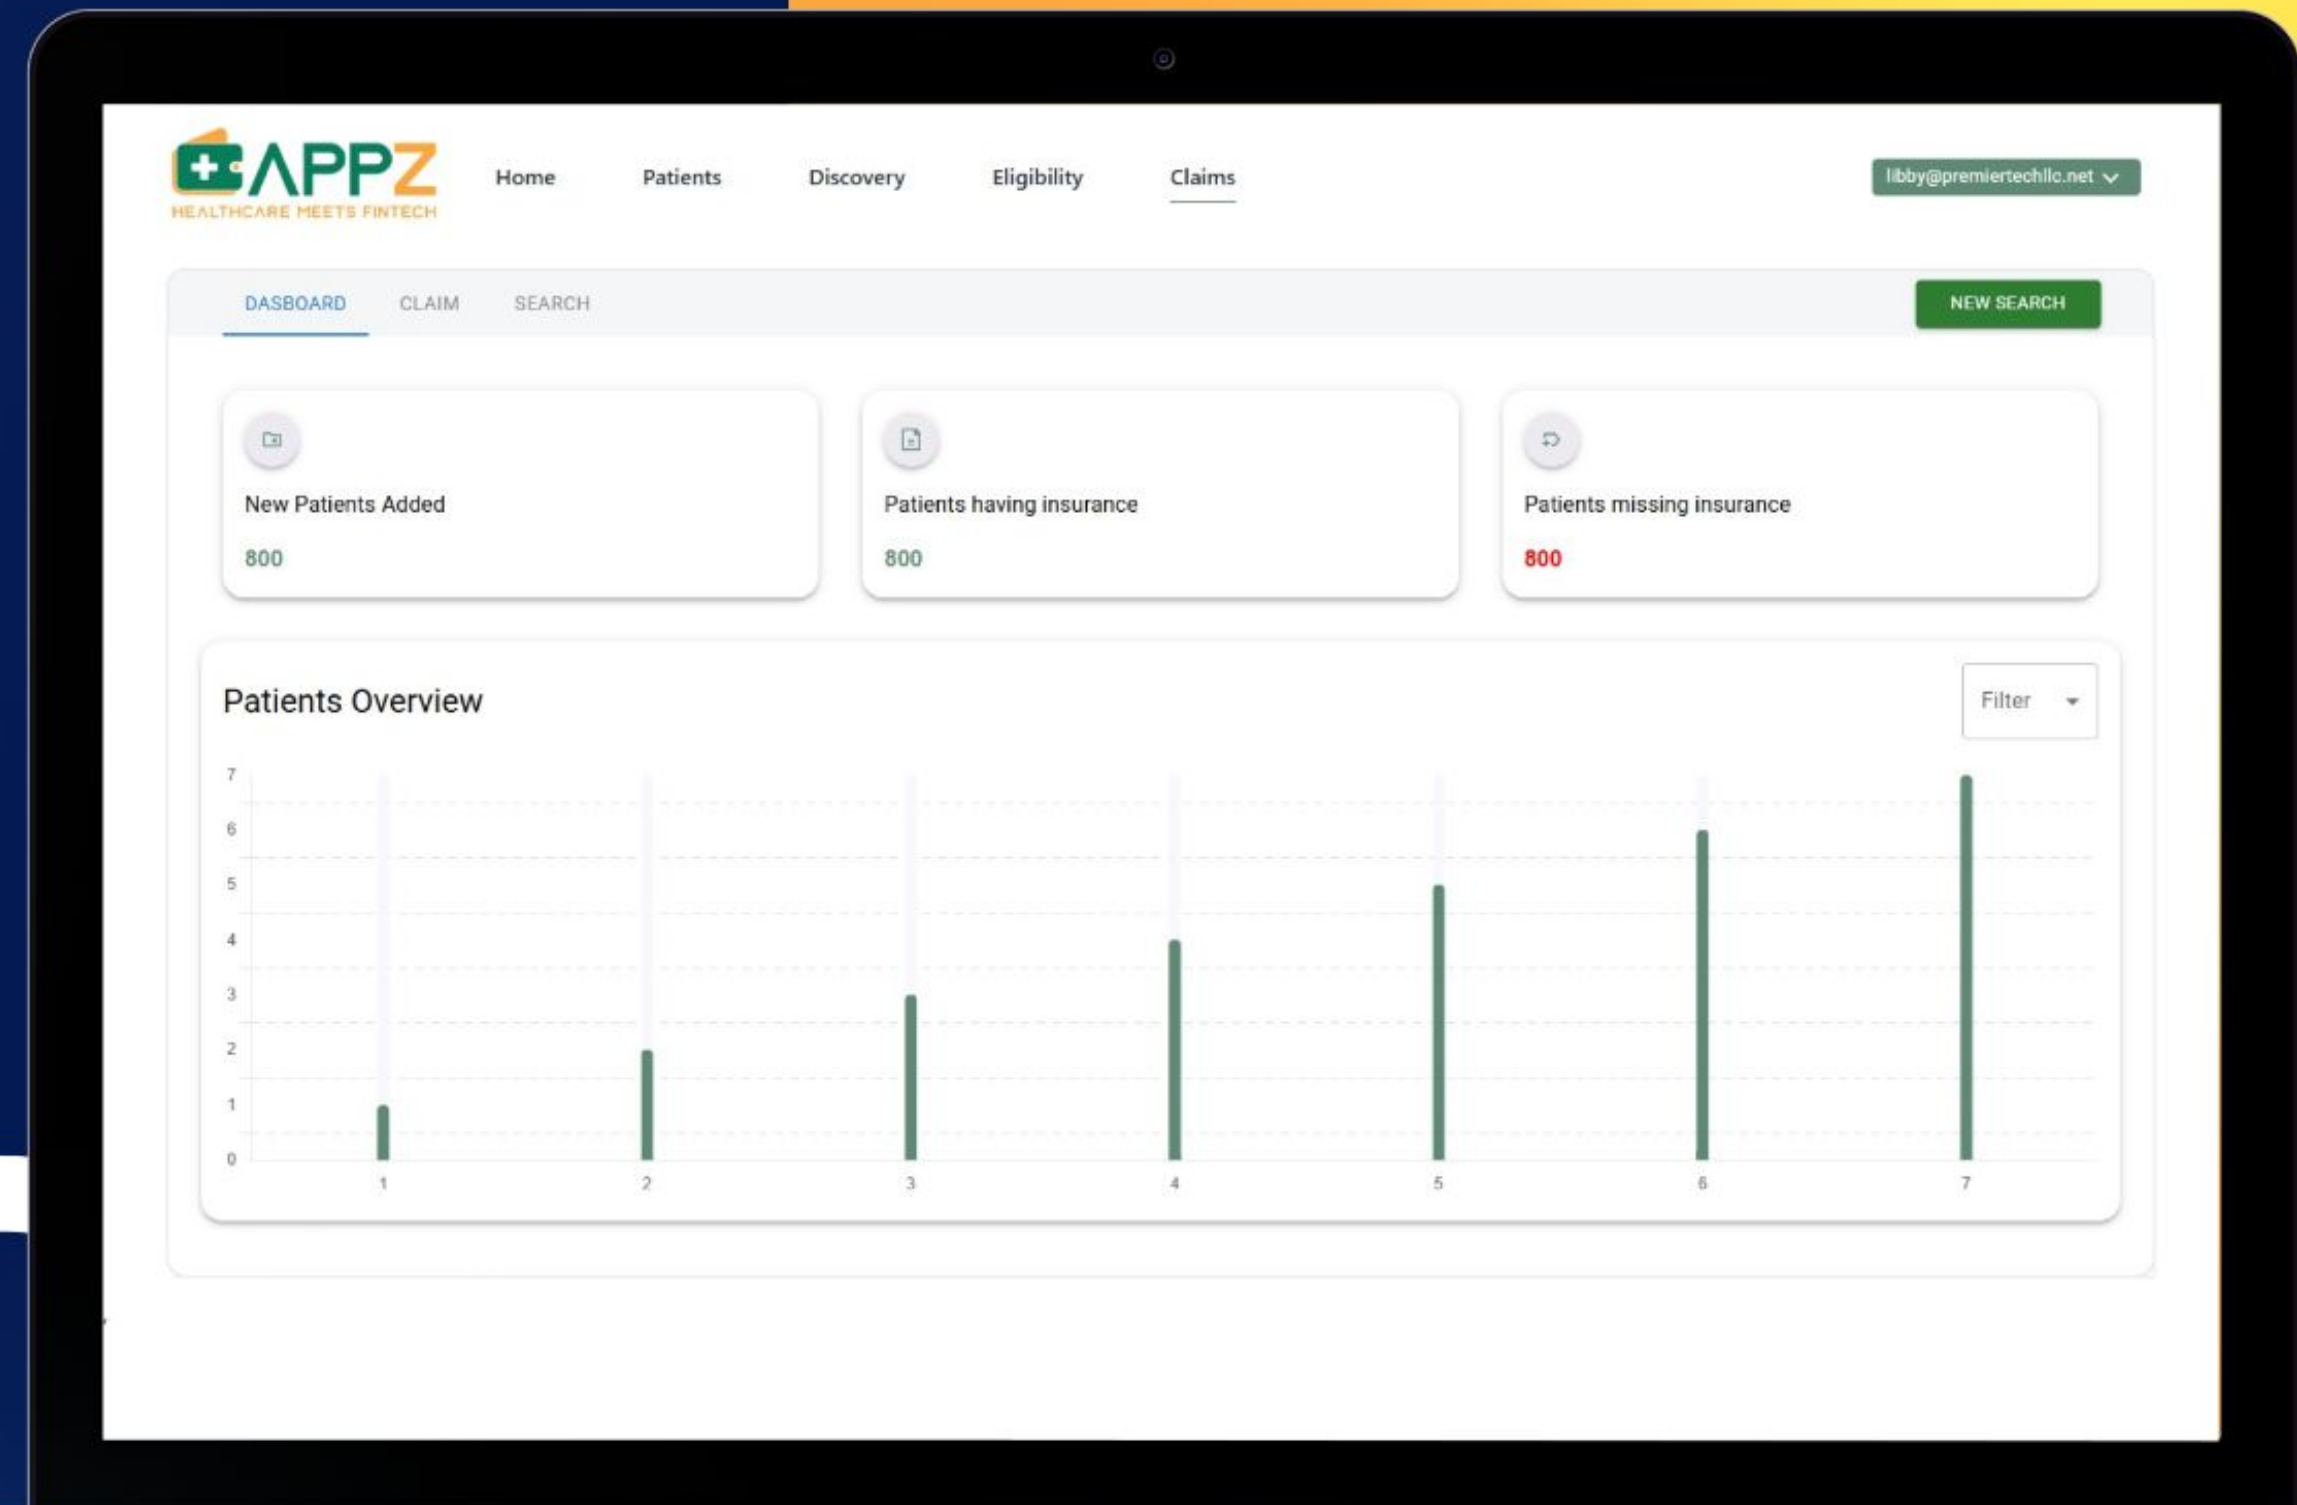 APPZ
HEALTHCARE MEETS FINTECH
Home Patients Discovery Eligibility Claims
libby@premiertechllc.net
DASBOARD CLAIM SEARCH
NEW SEARCH
New Patients Added
800
Patients having insurance
800
Patients missing insurance
800
Patients Overview
Filter
7
6
5
4
3
2
1
0
1 2 3 4 5 6 7